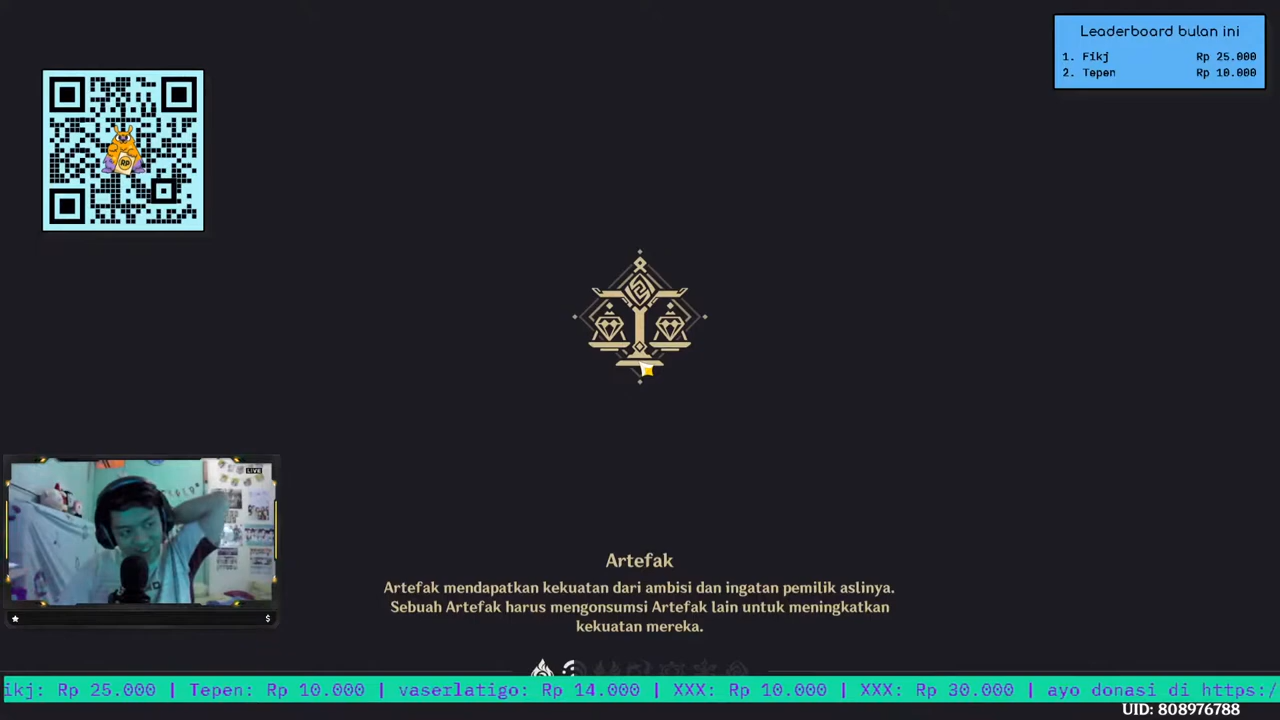 Leaderboard bulan ini
1. Fikj Rp 25.000
2. Tepen Rp 10.000
RP
LIVE
Artefak
Artefak mendapatkan kekuatan dari ambisi dan ingatan pemilik aslinya.
Sebuah Artefak harus mengonsumsi Artefak lain untuk meningkatkan
kekuatan mereka.
ikj: Rp 25.000 | Tepen: Rp 10.000 | vaserlatigo: Rp 14.000 | XXX: Rp 10.000 | XXX: Rp 30.000 | ayo donasi di https:/
UID: 808976788